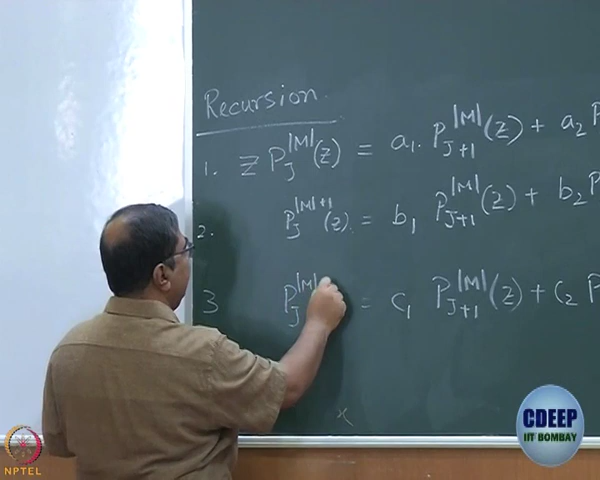 Recursion
1. z P_J^{|M|}(z) = a_1 . P_{J+1}^{|M|}(z) + a_2 P
2. P_J^{|M|+1}(z) = b_1 P_{J+1}^{|M|}(z) + b_2 P
3 P_J^{|M| = c_1 P_{J+1}^{|M|}(z) + c_2 P
CDEEP
IIT BOMBAY
NPTEL